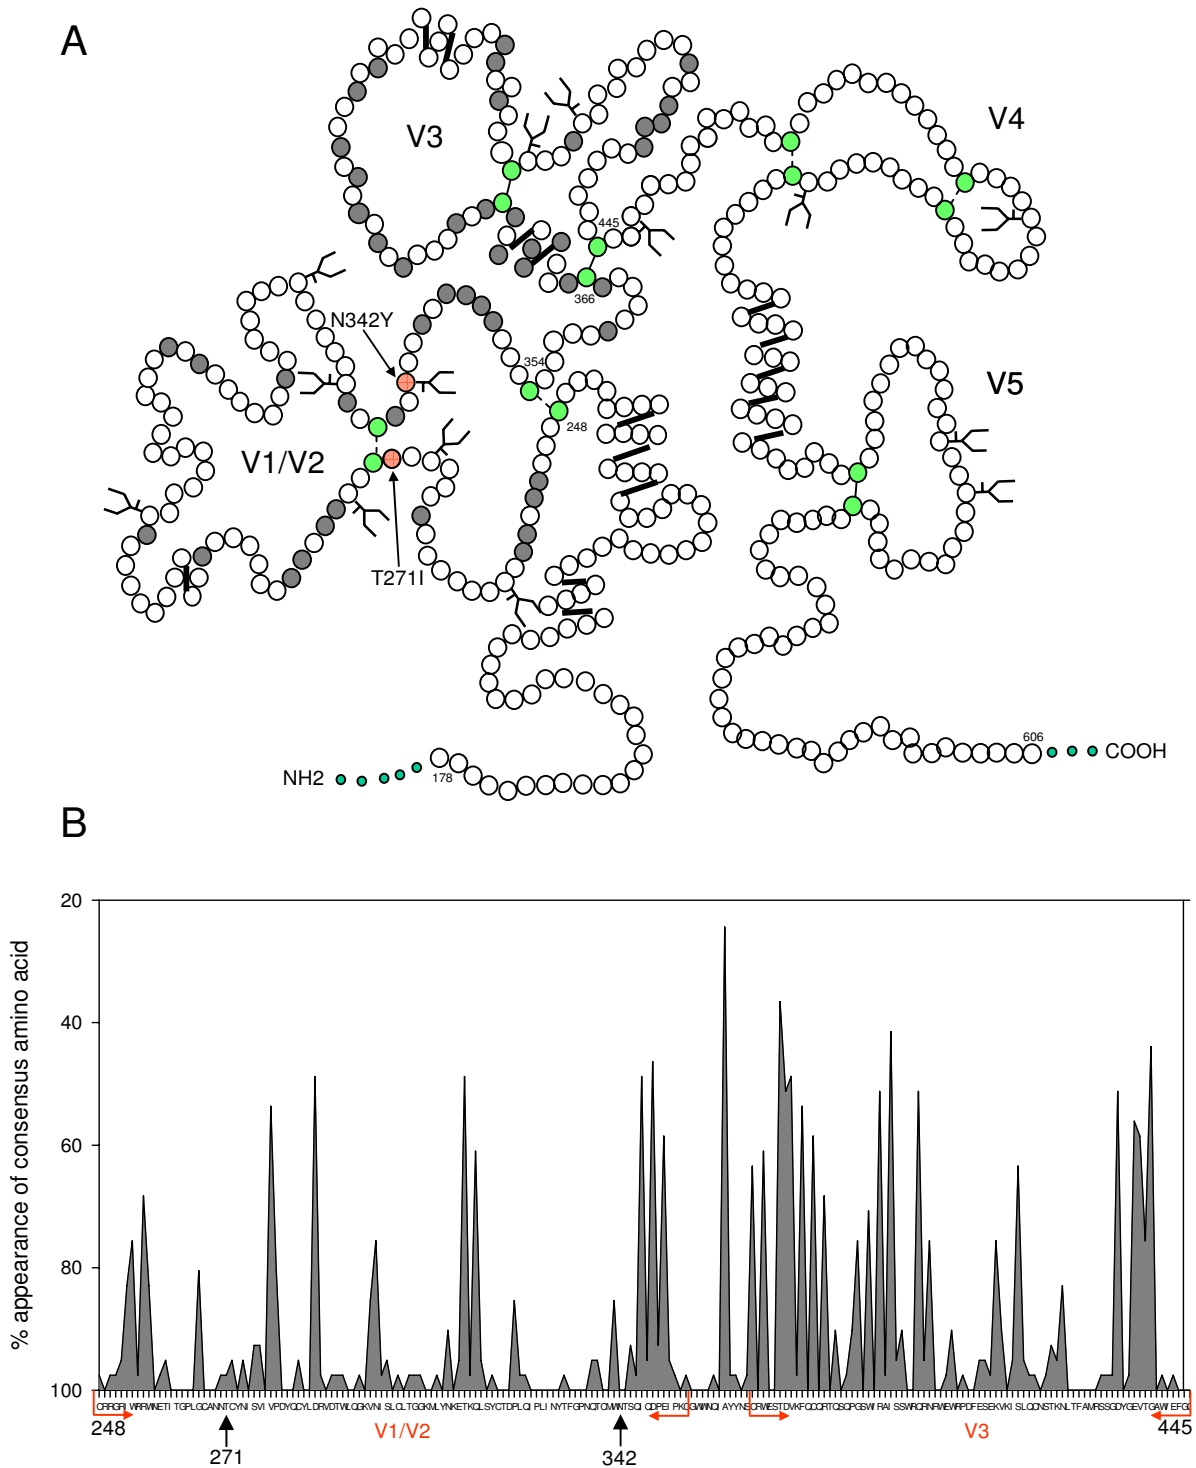 A
V3
V4
445
366
N342Y
354
V5
248
V1/V2
T271I
606
COOH
NH2
178
B
% appearance of consensus amino acid
20
40
60
80
100
248
V1/V2
V3
445
271
342